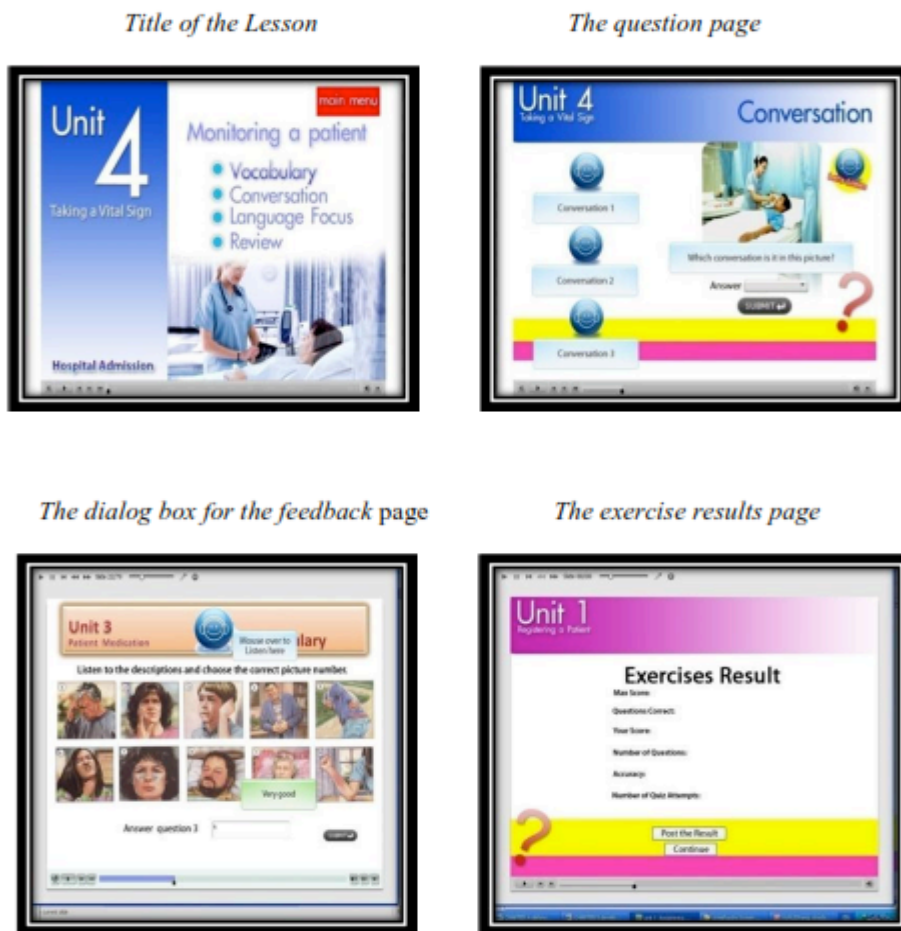 Title of the Lesson
The question page
Unit 4
Taking a Vital Sign
main menu
Monitoring a patient
Vocabulary
Conversation
Language Focus
Review
Hospital Admission
Unit 4
Taking a Vital Sign
Conversation
Conversation 1
Conversation 2
Conversation 3
Which conversation is it in this picture?
Answer
SUBMIT
The dialog box for the feedback page
The exercise results page
Unit 3
Patient Medication
Mouse over to
Listen here
lary
Listen to the descriptions and choose the correct picture number.
Very good
Answer question 3
SUBMIT
Unit 1
Registering a Patient
Exercises Result
Max Score:
Questions Correct:
Your Score:
Number of Questions:
Accuracy:
Number of Quiz Attempts:
Post the Result
Continue